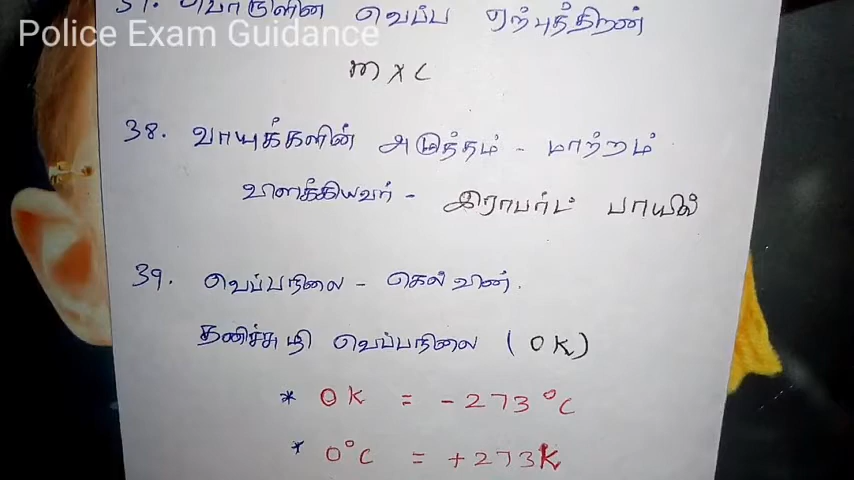 Police Exam Guidance
37. பொருளின் வெப்ப ஏற்புத்திறன்
m x c
38. வாயுக்களின் அழுத்தம் - மாற்றம்
விளக்கியவர் - இராபர்ட் பாயில்
39. வெப்பநிலை - கெல்வின்.
தனிச்சுழி வெப்பநிலை ( 0K)
* 0K = -273°C
* 0°C = +273K